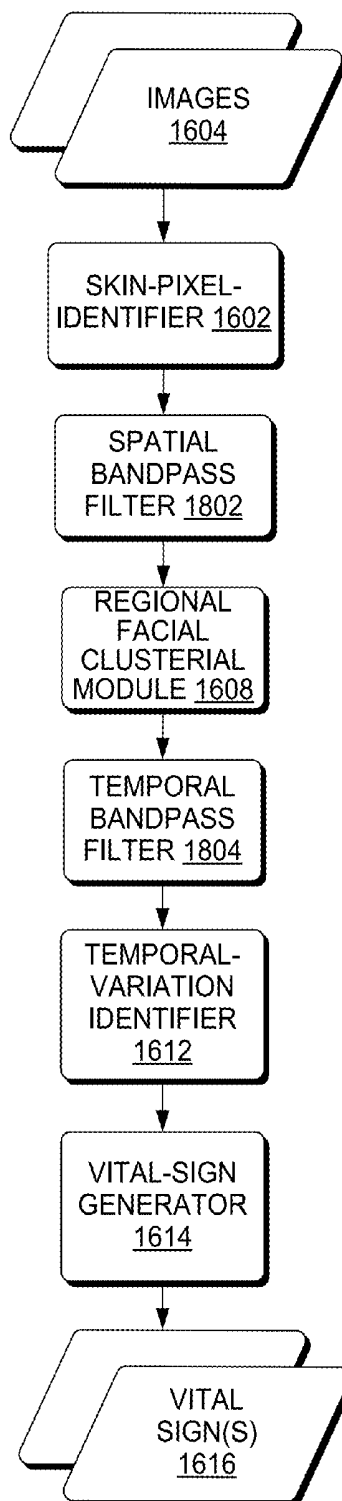 IMAGES
1604
SKIN-PIXEL-
IDENTIFIER 1602
SPATIAL
BANDPASS
FILTER 1802
REGIONAL
FACIAL
CLUSTERIAL
MODULE 1608
TEMPORAL
BANDPASS
FILTER 1804
TEMPORAL-
VARIATION
IDENTIFIER
1612
VITAL-SIGN
GENERATOR
1614
VITAL
SIGN(S)
1616